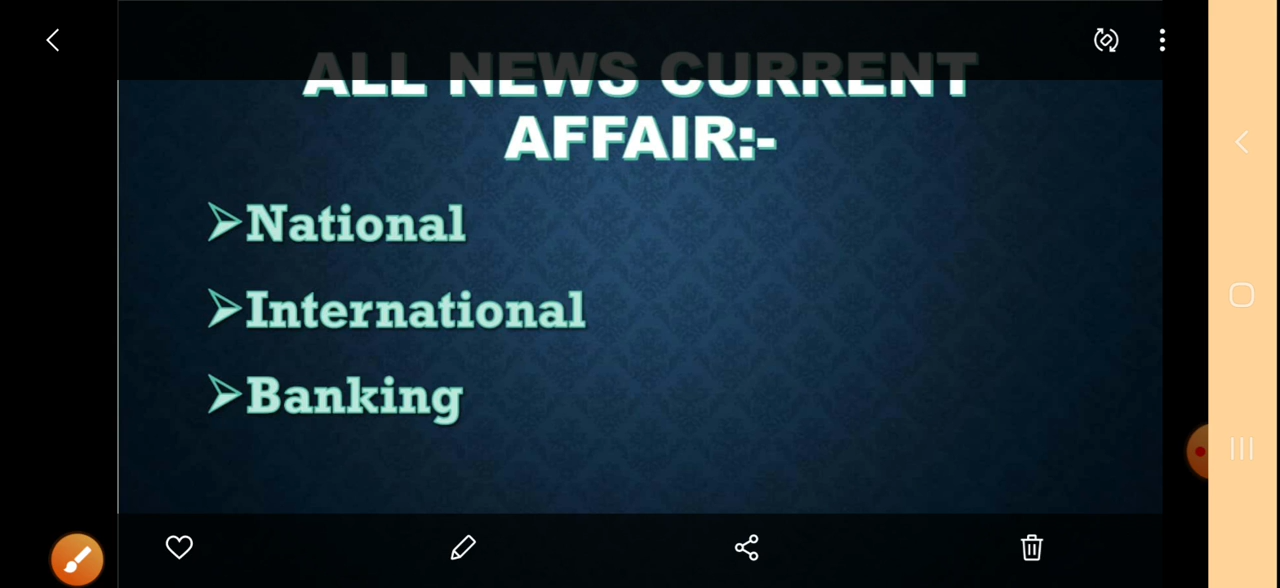 ALL NEWS CURRENT
AFFAIR:-
➢National
➢International
➢Banking